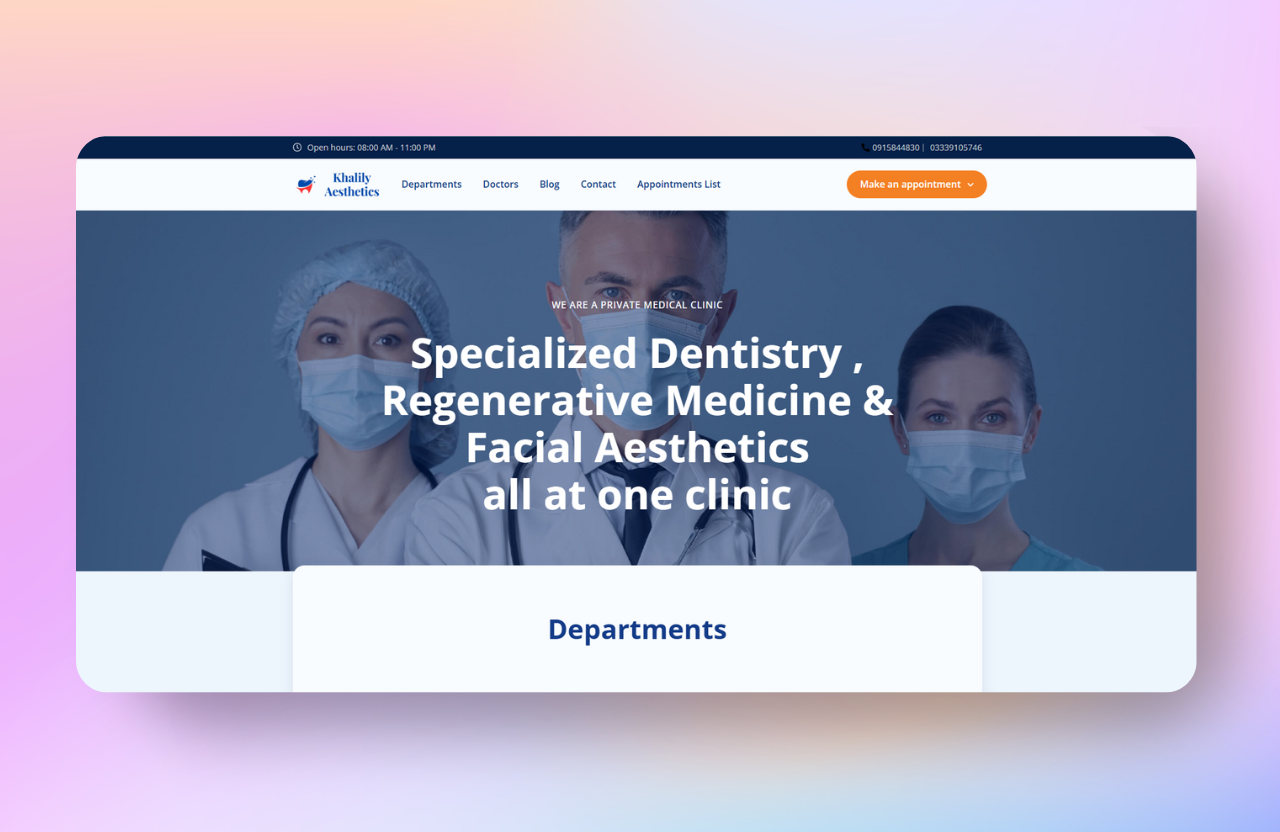 Open hours: 08:00 AM - 11:00 PM
0915844830 | 03339105746
Khalily
Aesthetics
Departments
Doctors
Blog
Contact
Appointments List
Make an appointment
WE ARE A PRIVATE MEDICAL CLINIC
Specialized Dentistry ,
Regenerative Medicine &
Facial Aesthetics
all at one clinic
Departments